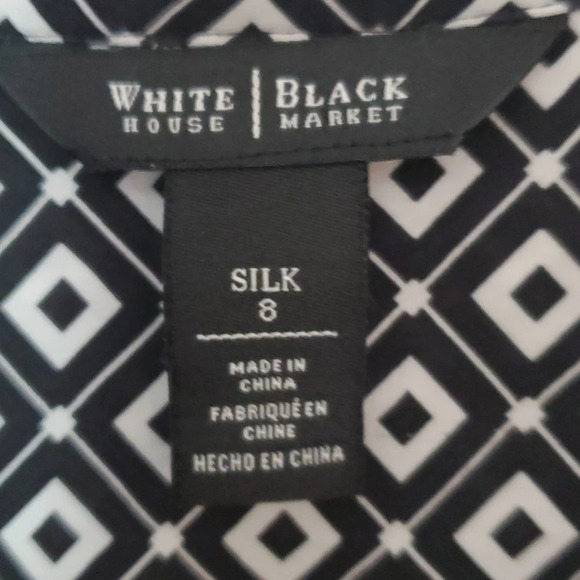 WHITE HOUSE | BLACK MARKET
SILK
8
MADE IN
CHINA
FABRIQUÉ EN
CHINE
HECHO EN CHINA